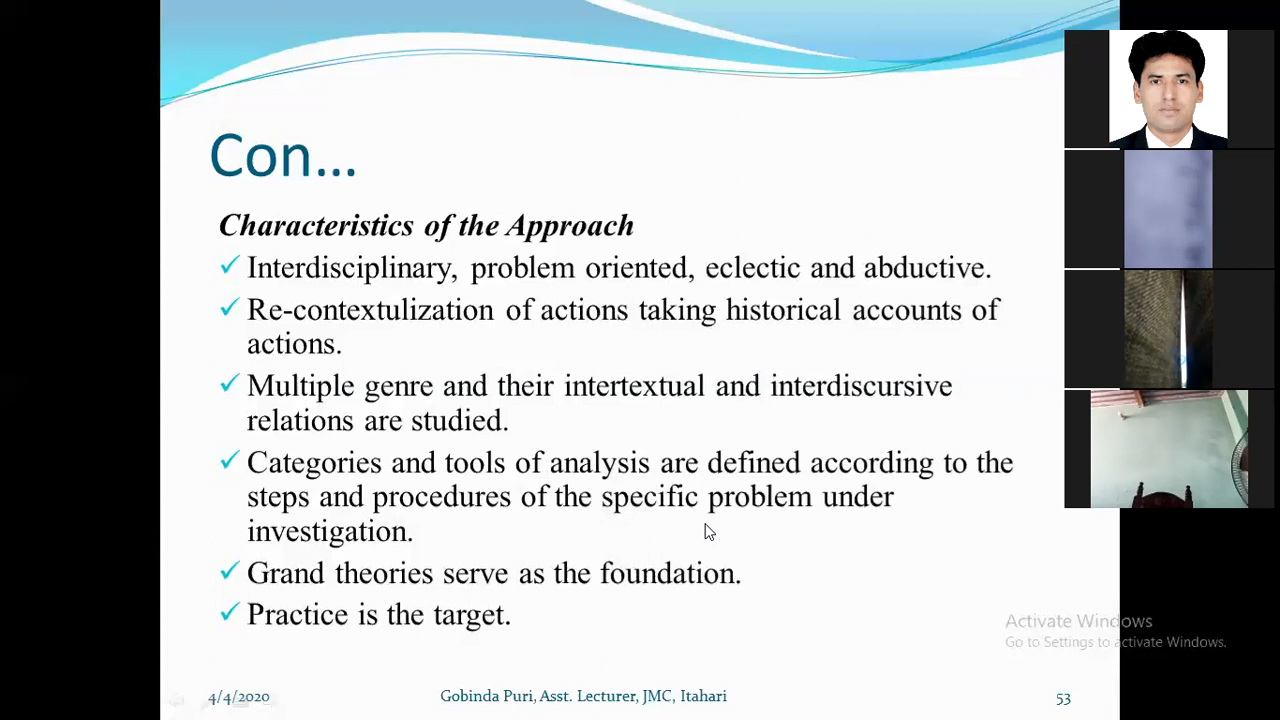 Con...
Characteristics of the Approach
✓ Interdisciplinary, problem oriented, eclectic and abductive.
✓ Re-contextulization of actions taking historical accounts of
actions.
✓ Multiple genre and their intertextual and interdiscursive
relations are studied.
✓ Categories and tools of analysis are defined according to the
steps and procedures of the specific problem under
investigation.
✓ Grand theories serve as the foundation.
✓ Practice is the target.
Activate Windows
Go to Settings to activate Windows.
4/4/2020 Gobinda Puri, Asst. Lecturer, JMC, Itahari 53